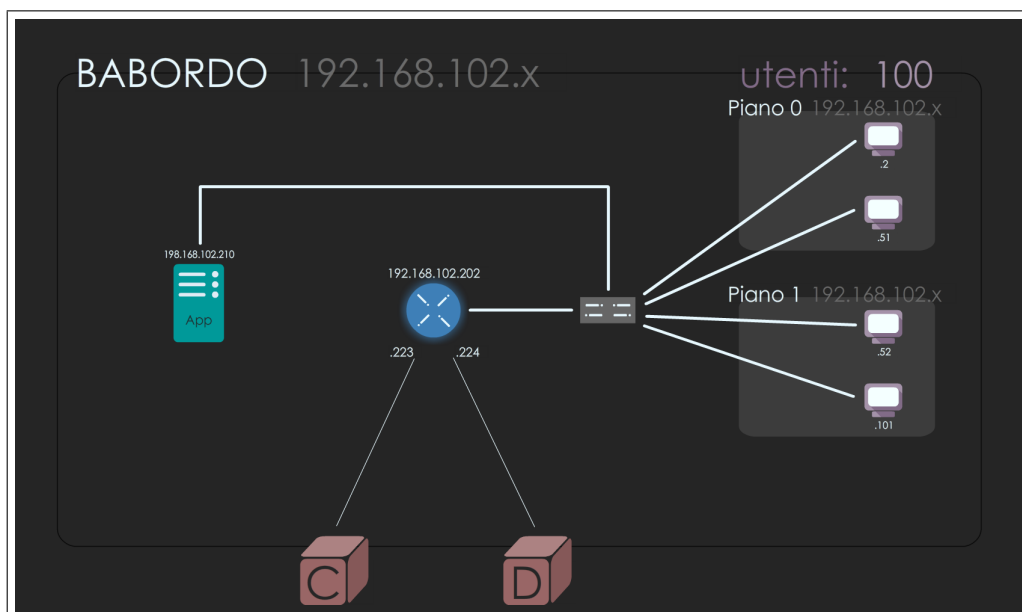 BABORDO 192.168.102.x
utenti: 100
Piano 0 192.168.102.x
.2
.51
198.168.102.210
App
192.168.102.202
.223
.224
Piano 1 192.168.102.x
.52
.101
C
D